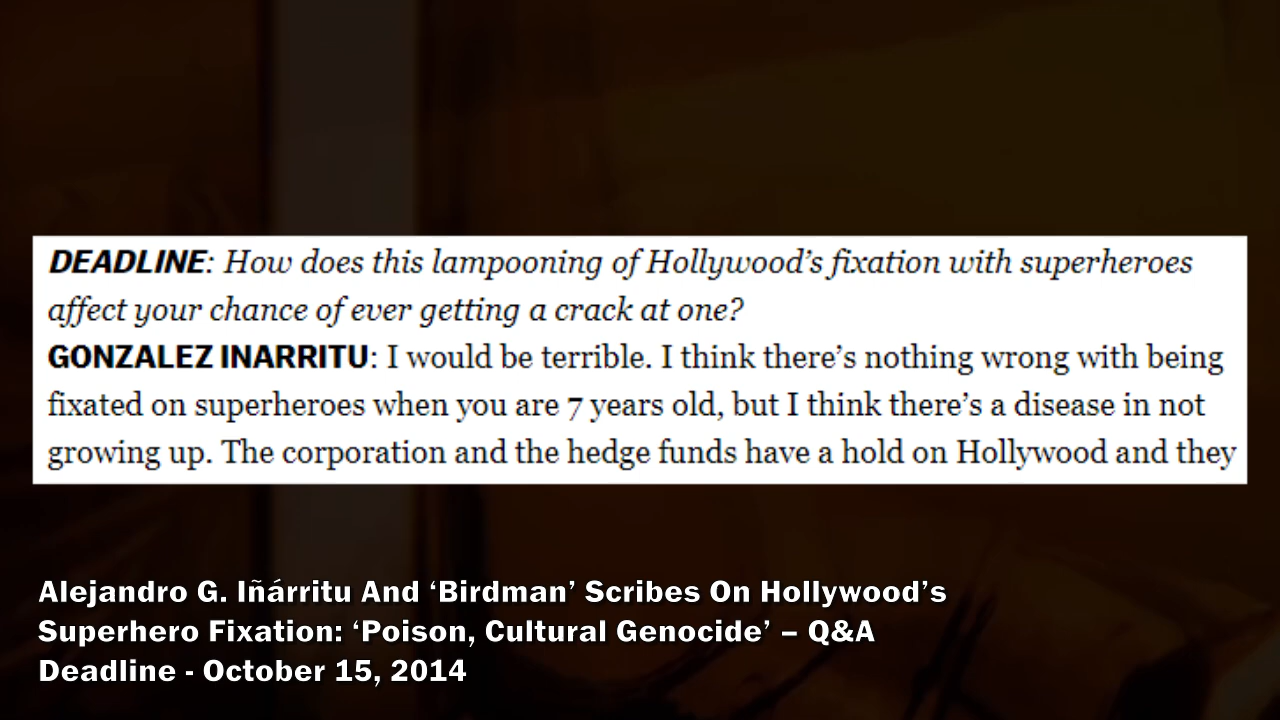 DEADLINE: How does this lampooning of Hollywood’s fixation with superheroes
affect your chance of ever getting a crack at one?
GONZALEZ INARRITU: I would be terrible. I think there’s nothing wrong with being
fixated on superheroes when you are 7 years old, but I think there’s a disease in not
growing up. The corporation and the hedge funds have a hold on Hollywood and they
Alejandro G. Iñárritu And ‘Birdman’ Scribes On Hollywood’s
Superhero Fixation: ‘Poison, Cultural Genocide’ – Q&A
Deadline - October 15, 2014